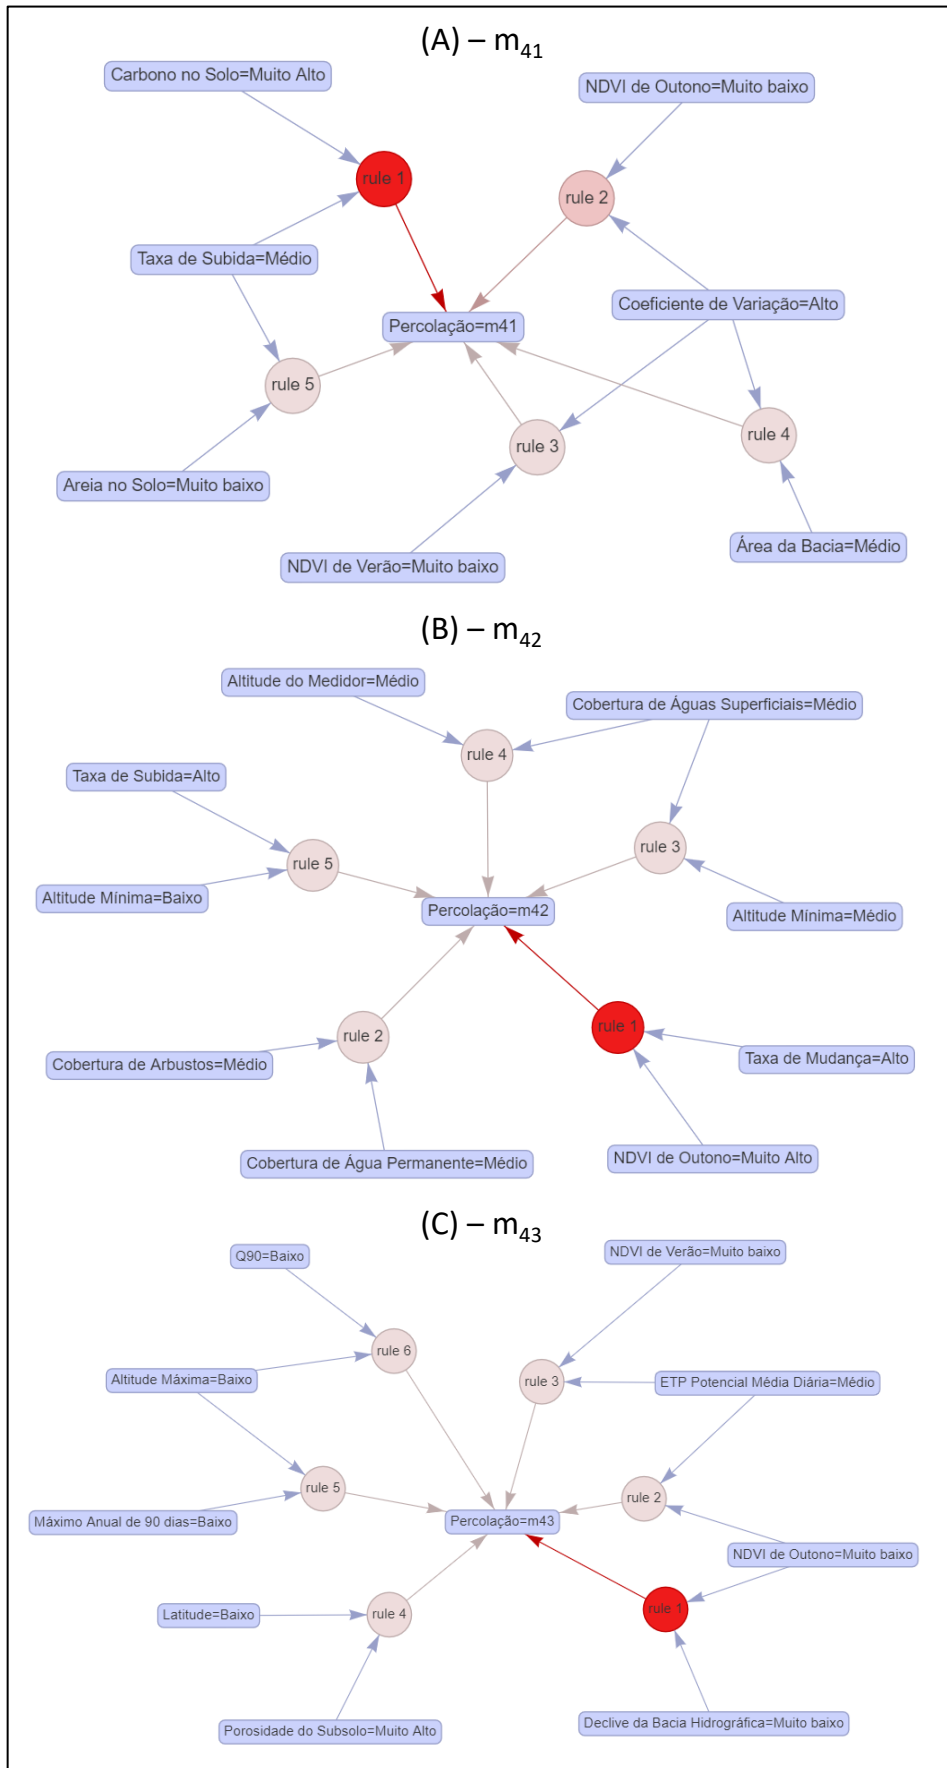 (A) – m41
Carbono no Solo=Muito Alto
NDVI de Outono=Muito baixo
rule 1
rule 2
Taxa de Subida=Médio
Coeficiente de Variação=Alto
Percolação=m41
rule 5
rule 3
rule 4
Areia no Solo=Muito baixo
Área da Bacia=Médio
NDVI de Verão=Muito baixo
(B) – m42
Altitude do Medidor=Médio
Cobertura de Águas Superficiais=Médio
rule 4
Taxa de Subida=Alto
rule 3
rule 5
Altitude Mínima=Baixo
Percolação=m42
Altitude Mínima=Médio
rule 1
rule 2
Cobertura de Arbustos=Médio
Taxa de Mudança=Alto
NDVI de Outono=Muito Alto
Cobertura de Água Permanente=Médio
(C) – m43
Q90=Baixo
NDVI de Verão=Muito baixo
rule 6
Altitude Máxima=Baixo
rule 3
ETP Potencial Média Diária=Médio
rule 5
rule 2
Máximo Anual de 90 dias=Baixo
Percolação=m43
NDVI de Outono=Muito baixo
Latitude=Baixo
rule 4
rule 1
Porosidade do Subsolo=Muito Alto
Declive da Bacia Hidrográfica=Muito baixo